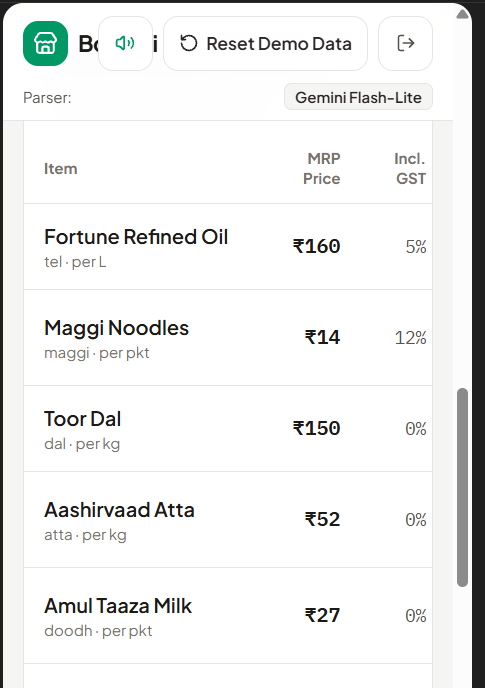 Reset Demo Data
Parser:
Gemini Flash-Lite
Item
MRP Price
Incl. GST
Fortune Refined Oil
₹160
5%
tel · per L
Maggi Noodles
₹14
12%
maggi · per pkt
Toor Dal
₹150
0%
dal · per kg
Aashirvaad Atta
₹52
0%
atta · per kg
Amul Taaza Milk
₹27
0%
doodh · per pkt